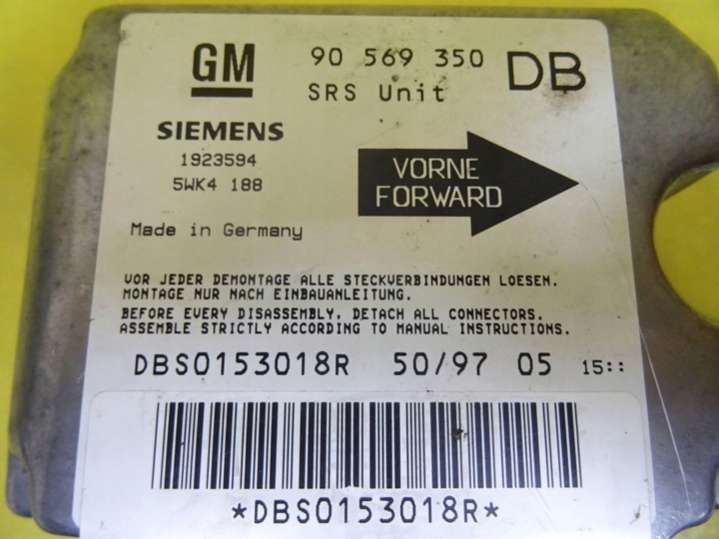 GM 90 569 350 DB
SRS Unit
SIEMENS
1923594
5WK4 188
VORNE
FORWARD
Made in Germany
VOR JEDER DEMONTAGE ALLE STECKVERBINDUNGEN LOESEN.
MONTAGE NUR NACH EINBAUANLEITUNG.
BEFORE EVERY DISASSEMBLY, DETACH ALL CONNECTORS.
ASSEMBLE STRICTLY ACCORDING TO MANUAL INSTRUCTIONS.
DBS0153018R 50/97 05 15::
*DBS0153018R*